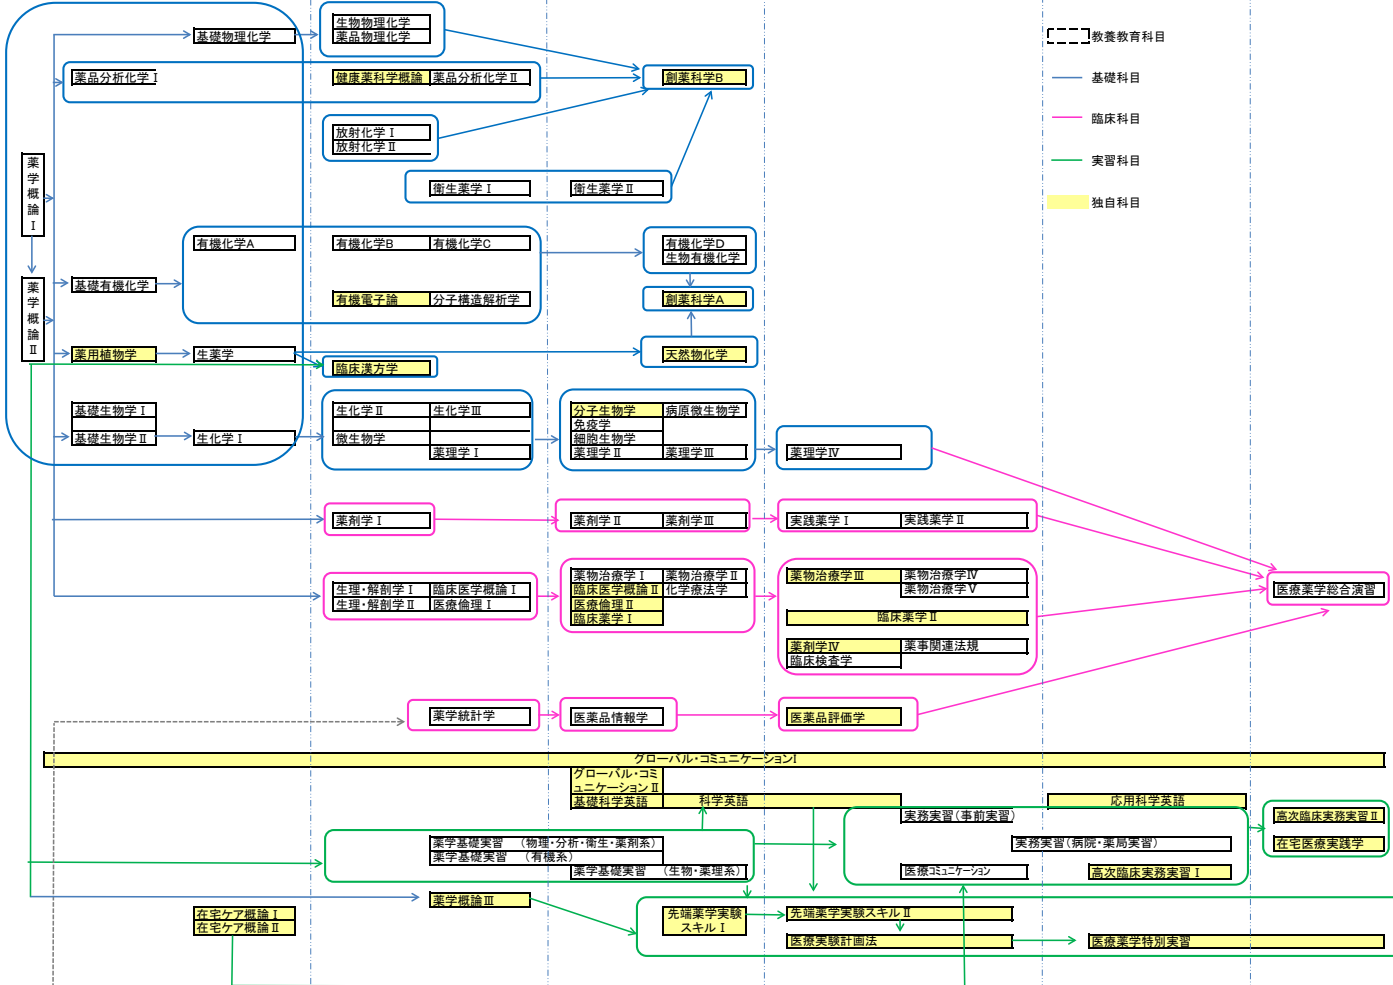 基礎物理化学
生物物理化学
薬品物理化学
教養教育科目
薬品分析化学Ⅰ
健康薬科学概論
薬品分析化学Ⅱ
創薬科学B
基礎科目
放射化学Ⅰ
放射化学Ⅱ
臨床科目
薬学概論Ⅰ
実習科目
衛生薬学Ⅰ
衛生薬学Ⅱ
独自科目
有機化学A
有機化学B
有機化学C
有機化学D
生物有機化学
薬学概論Ⅱ
基礎有機化学
有機電子論
分子構造解析学
創薬科学A
薬用植物学
生薬学
臨床漢方学
天然物化学
基礎生物学Ⅰ
基礎生物学Ⅱ
生化学Ⅰ
生化学Ⅱ
生化学Ⅲ
微生物学
薬理学Ⅰ
分子生物学
病原微生物学
免疫学
細胞生物学
薬理学Ⅱ
薬理学Ⅲ
薬理学Ⅳ
薬剤学Ⅰ
薬剤学Ⅱ
薬剤学Ⅲ
実践薬学Ⅰ
実践薬学Ⅱ
生理・解剖学Ⅰ
臨床医学概論Ⅰ
生理・解剖学Ⅱ
医療倫理Ⅰ
薬物治療学Ⅰ
薬物治療学Ⅱ
臨床医学概論Ⅱ
化学療法学
医療倫理Ⅱ
臨床薬学Ⅰ
薬物治療学Ⅲ
薬物治療学Ⅳ
薬物治療学Ⅴ
臨床薬学Ⅱ
薬剤学Ⅳ
薬事関連法規
臨床検査学
医療薬学総合演習
薬学統計学
医薬品情報学
医薬品評価学
グローバル・コミュニケーションⅠ
グローバル・コミ
ュニケーションⅡ
基礎科学英語
科学英語
応用科学英語
実務実習（事前実習）
高次臨床実務実習Ⅱ
薬学基礎実習　（物理・分析・衛生・薬剤系）
実務実習（病院・薬局実習）
在宅医療実践学
薬学基礎実習　（有機系）
薬学基礎実習　（生物・薬理系）
医療コミュニケーション
高次臨床実務実習Ⅰ
薬学概論Ⅲ
在宅ケア概論Ⅰ
在宅ケア概論Ⅱ
先端薬学実験
スキルⅠ
先端薬学実験スキルⅡ
医療実験計画法
医療薬学特別実習